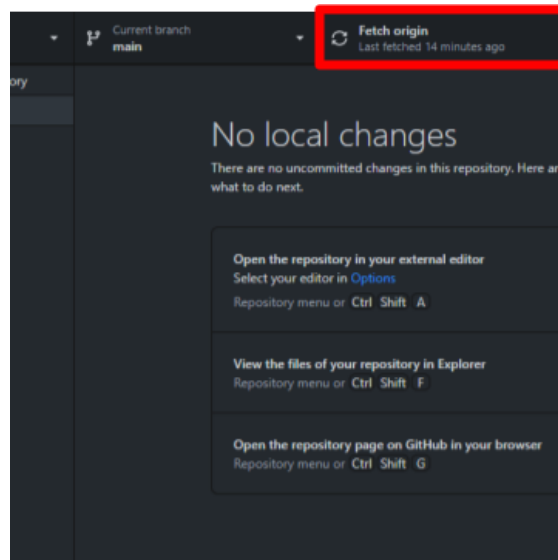 Current branch
main
Fetch origin
Last fetched 14 minutes ago
ory
No local changes
There are no uncommitted changes in this repository. Here ar
what to do next.
Open the repository in your external editor
Select your editor in Options
Repository menu or Ctrl Shift A
View the files of your repository in Explorer
Repository menu or Ctrl Shift F
Open the repository page on GitHub in your browser
Repository menu or Ctrl Shift G